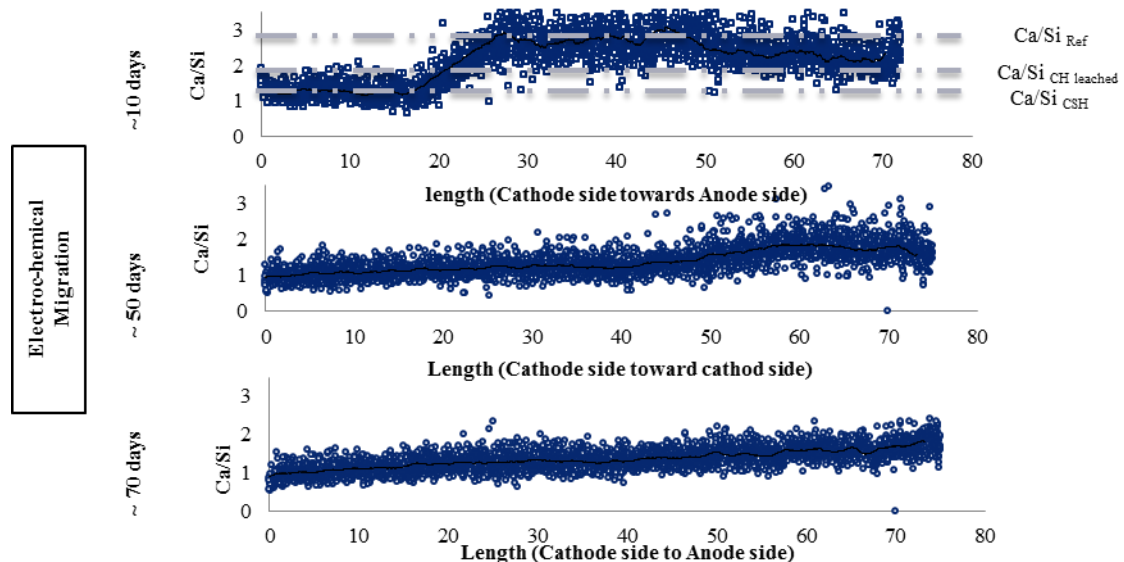 Electroc-hemical
Migration
~10 days
Ca/Si
3
2
1
0
0 10 20 30 40 50 60 70 80
length (Cathode side towards Anode side)
Ca/Si Ref
Ca/Si CH leached
Ca/Si CSH
~ 50 days
Ca/Si
3
2
1
0
0 10 20 30 40 50 60 70 80
Length (Cathode side toward cathod side)
~ 70 days
Ca/Si
3
2
1
0
0 10 20 30 40 50 60 70 80
Length (Cathode side to Anode side)